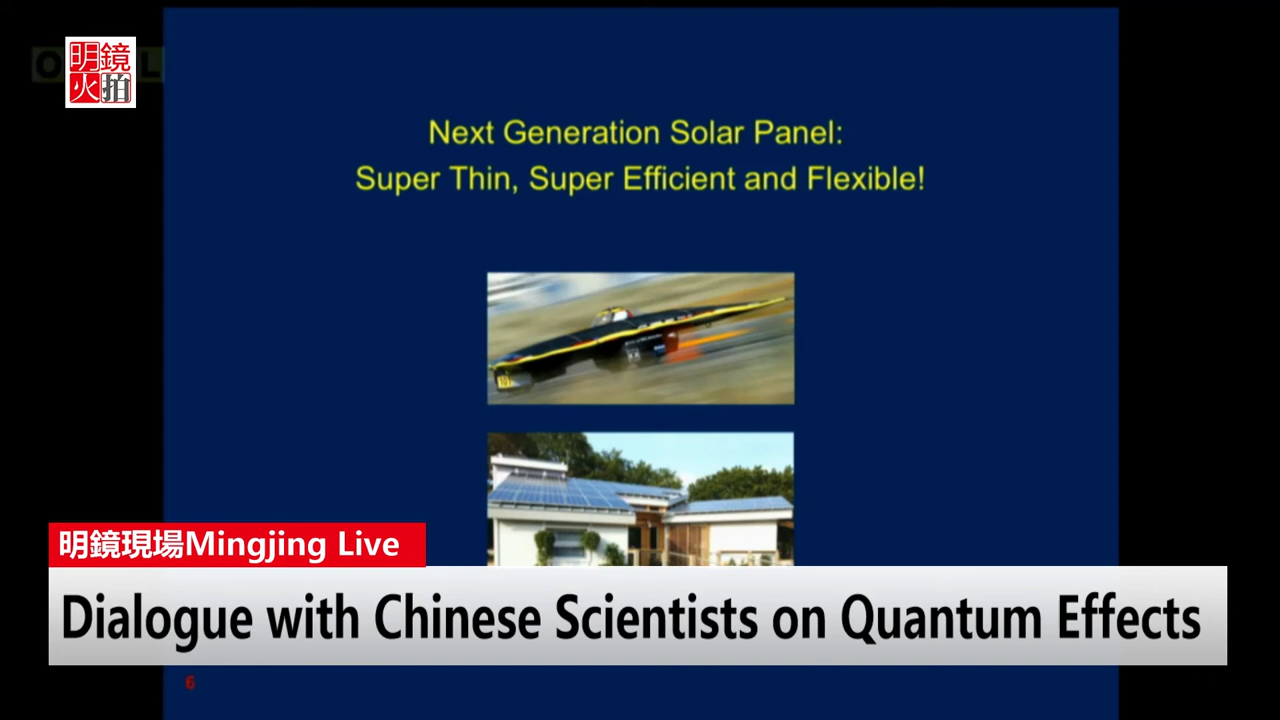 明鏡
火拍
Next Generation Solar Panel:
Super Thin, Super Efficient and Flexible!
101
明鏡現場Mingjing Live
Dialogue with Chinese Scientists on Quantum Effects
6